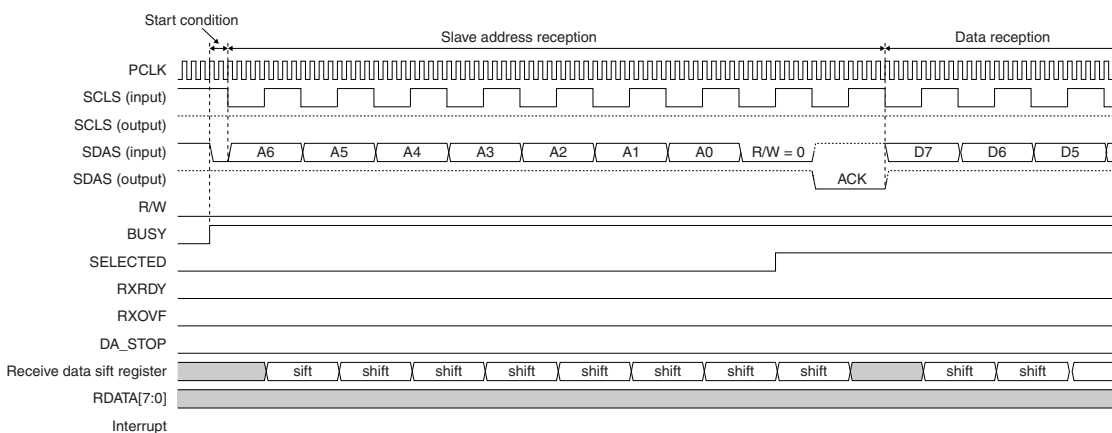 Start condition
Slave address reception
Data reception
PCLK
SCLS (input)
SCLS (output)
SDAS (input) A6 A5 A4 A3 A2 A1 A0 R/W = 0 D7 D6 D5
SDAS (output) ACK
R/W
BUSY
SELECTED
RXRDY
RXOVF
DA_STOP
Receive data sift register sift shift shift shift shift shift shift shift shift shift
RDATA[7:0]
Interrupt